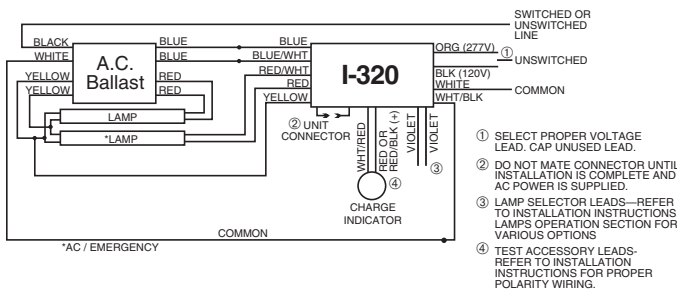 SWITCHED OR
UNSWITCHED
LINE
BLACK
BLUE
BLUE
WHITE
BLUE
BLUE/WHT
A.C.
Ballast
I-320
ORG (277V)
①
UNSWITCHED
YELLOW
RED
RED/WHT
BLK (120V)
YELLOW
RED
RED
WHITE
COMMON
YELLOW
WHT/BLK
LAMP
*LAMP
② UNIT
CONNECTOR
WHT/RED
RED OR
RED/BLK (+)
VIOLET
VIOLET
③
④
CHARGE
INDICATOR
COMMON
*AC / EMERGENCY
① SELECT PROPER VOLTAGE
LEAD. CAP UNUSED LEAD.
② DO NOT MATE CONNECTOR UNTIL
INSTALLATION IS COMPLETE AND
AC POWER IS SUPPLIED.
③ LAMP SELECTOR LEADS—REFER
TO INSTALLATION INSTRUCTIONS
LAMPS OPERATION SECTION FOR
VARIOUS OPTIONS
④ TEST ACCESSORY LEADS-
REFER TO INSTALLATION
INSTRUCTIONS FOR PROPER
POLARITY WIRING.